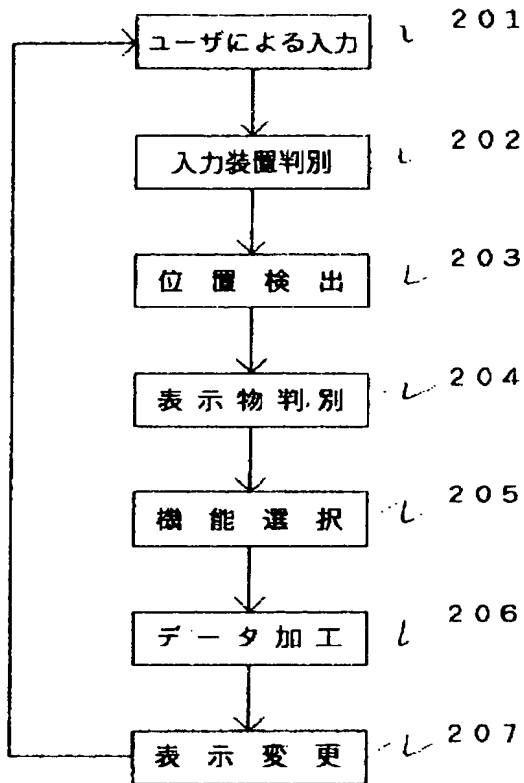 ユーザによる入力 201
入力装置判別 202
位置検出 203
表示物判別 204
機能選択 205
データ加工 206
表示変更 207